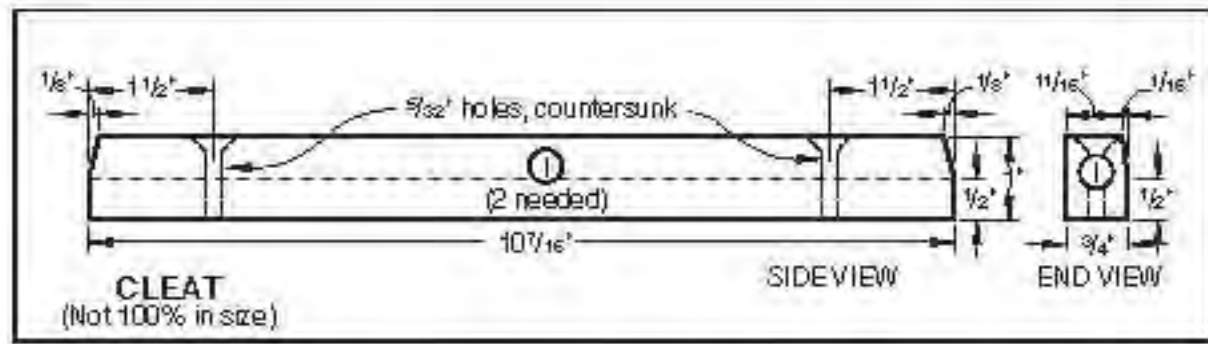 1/8" 1 1/2" 1 1/2" 1/8" 11/16" 1/16"
5/32" holes, countersunk
I I
1/2" 1" 1/2"
(2 needed)
10 7/16" 3/4"
CLEAT SIDE VIEW END VIEW
(Not 100% in size)